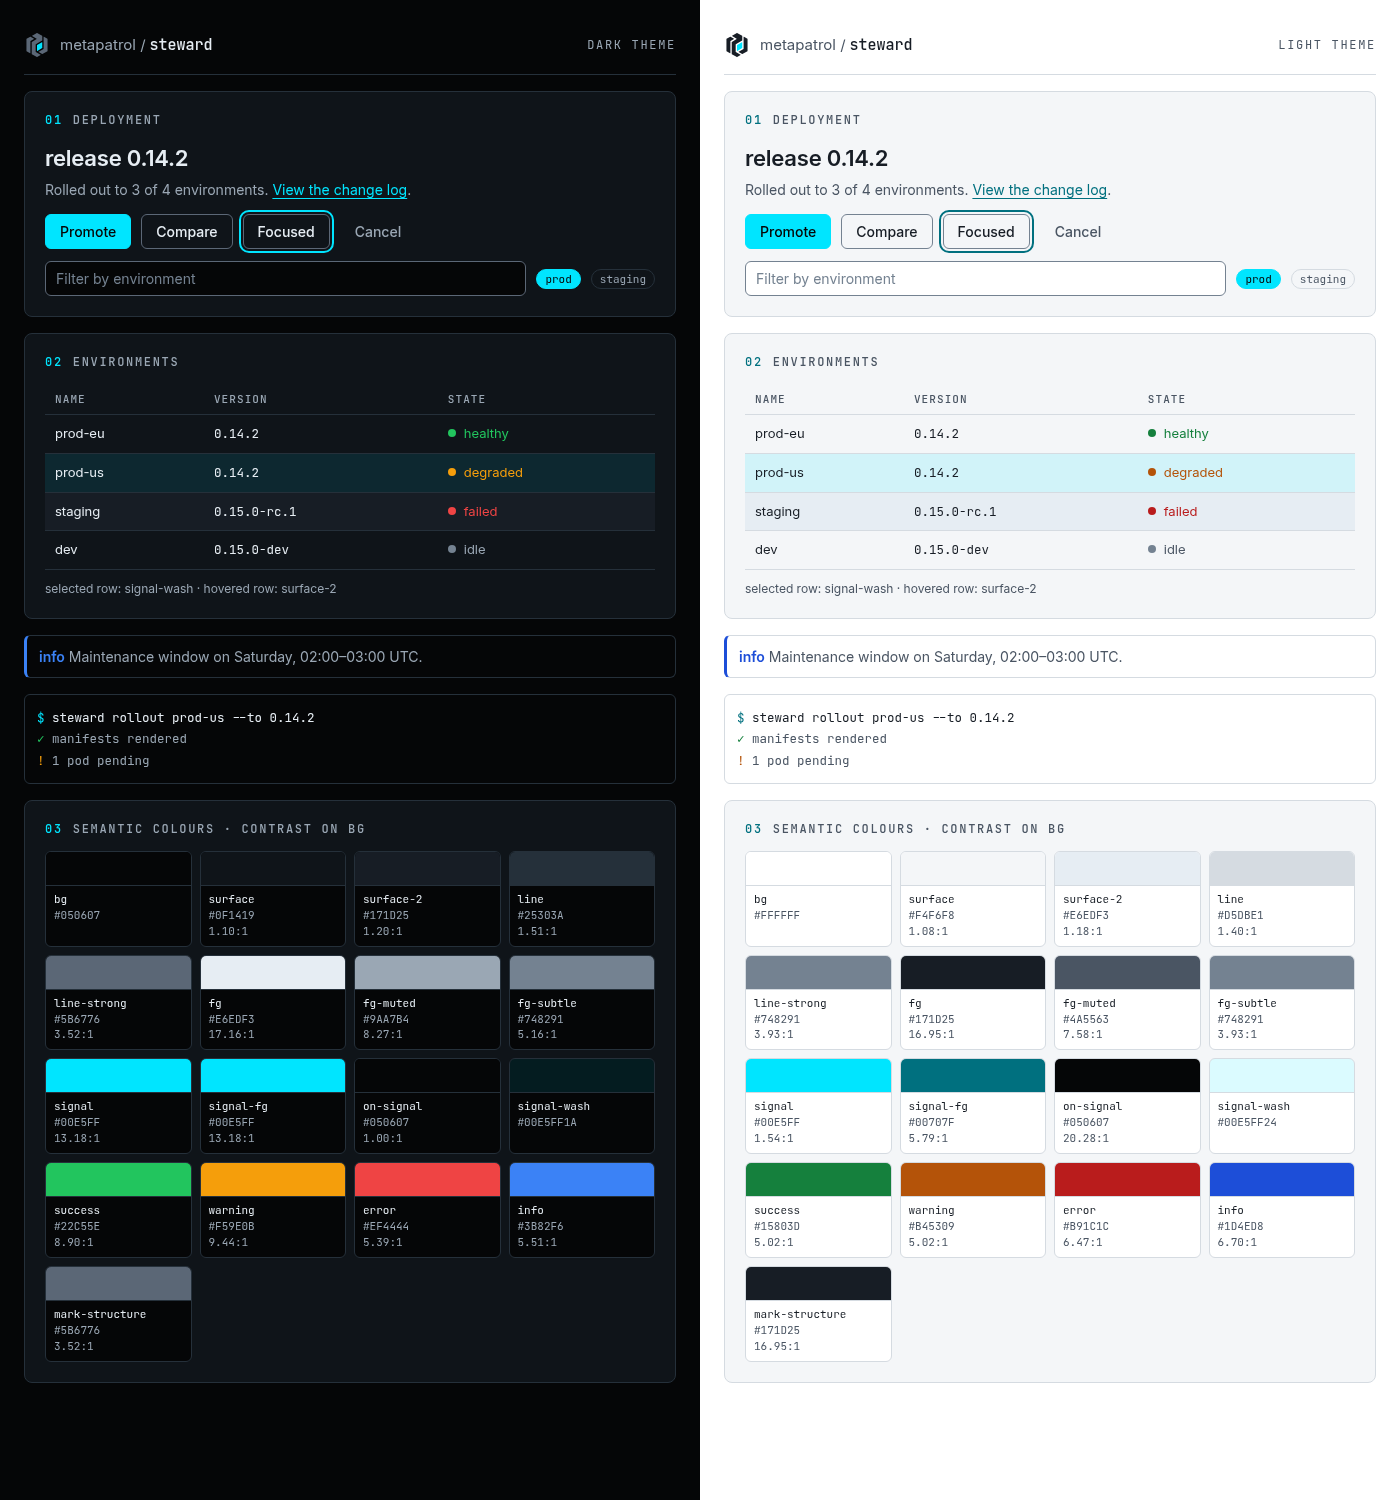 metapatrol / steward
DARK THEME
01 DEPLOYMENT
release 0.14.2
Rolled out to 3 of 4 environments. View the change log.
Promote Compare Focused Cancel
Filter by environment prod staging
02 ENVIRONMENTS
NAME VERSION STATE
prod-eu 0.14.2 healthy
prod-us 0.14.2 degraded
staging 0.15.0-rc.1 failed
dev 0.15.0-dev idle
selected row: signal-wash · hovered row: surface-2
info Maintenance window on Saturday, 02:00–03:00 UTC.
$ steward rollout prod-us --to 0.14.2
✓ manifests rendered
! 1 pod pending
03 SEMANTIC COLOURS · CONTRAST ON BG
bg surface surface-2 line
#050607 #0F1419 #171D25 #25303A
1.10:1 1.20:1 1.51:1
line-strong fg fg-muted fg-subtle
#5B6776 #E6EDF3 #9AA7B4 #748291
3.52:1 17.16:1 8.27:1 5.16:1
signal signal-fg on-signal signal-wash
#00E5FF #00E5FF #050607 #00E5FF1A
13.18:1 13.18:1 1.00:1
success warning error info
#22C55E #F59E0B #EF4444 #3B82F6
8.90:1 9.44:1 5.39:1 5.51:1
mark-structure
#5B6776
3.52:1
metapatrol / steward
LIGHT THEME
01 DEPLOYMENT
release 0.14.2
Rolled out to 3 of 4 environments. View the change log.
Promote Compare Focused Cancel
Filter by environment prod staging
02 ENVIRONMENTS
NAME VERSION STATE
prod-eu 0.14.2 healthy
prod-us 0.14.2 degraded
staging 0.15.0-rc.1 failed
dev 0.15.0-dev idle
selected row: signal-wash · hovered row: surface-2
info Maintenance window on Saturday, 02:00–03:00 UTC.
$ steward rollout prod-us --to 0.14.2
✓ manifests rendered
! 1 pod pending
03 SEMANTIC COLOURS · CONTRAST ON BG
bg surface surface-2 line
#FFFFFF #F4F6F8 #E6EDF3 #D5DBE1
1.08:1 1.18:1 1.40:1
line-strong fg fg-muted fg-subtle
#748291 #171D25 #4A5563 #748291
3.93:1 16.95:1 7.58:1 3.93:1
signal signal-fg on-signal signal-wash
#00E5FF #00707F #050607 #00E5FF24
1.54:1 5.79:1 20.28:1
success warning error info
#15803D #B45309 #B91C1C #1D4ED8
5.02:1 5.02:1 6.47:1 6.70:1
mark-structure
#171D25
16.95:1